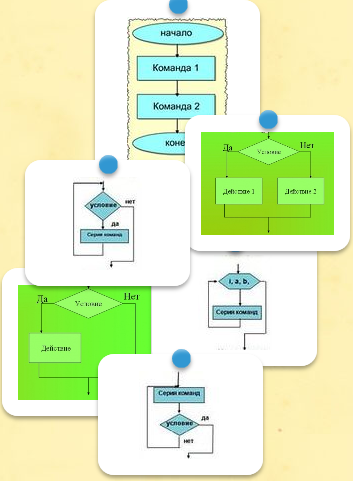 начало
Команда 1
Команда 2
коне
Да
Условие
Нет
Действие 1
Действие 2
условие
нет
да
Серия команд
i, a, b,
Серия команд
Да
Условие
Нет
Действие
Серия команд
условие
да
нет